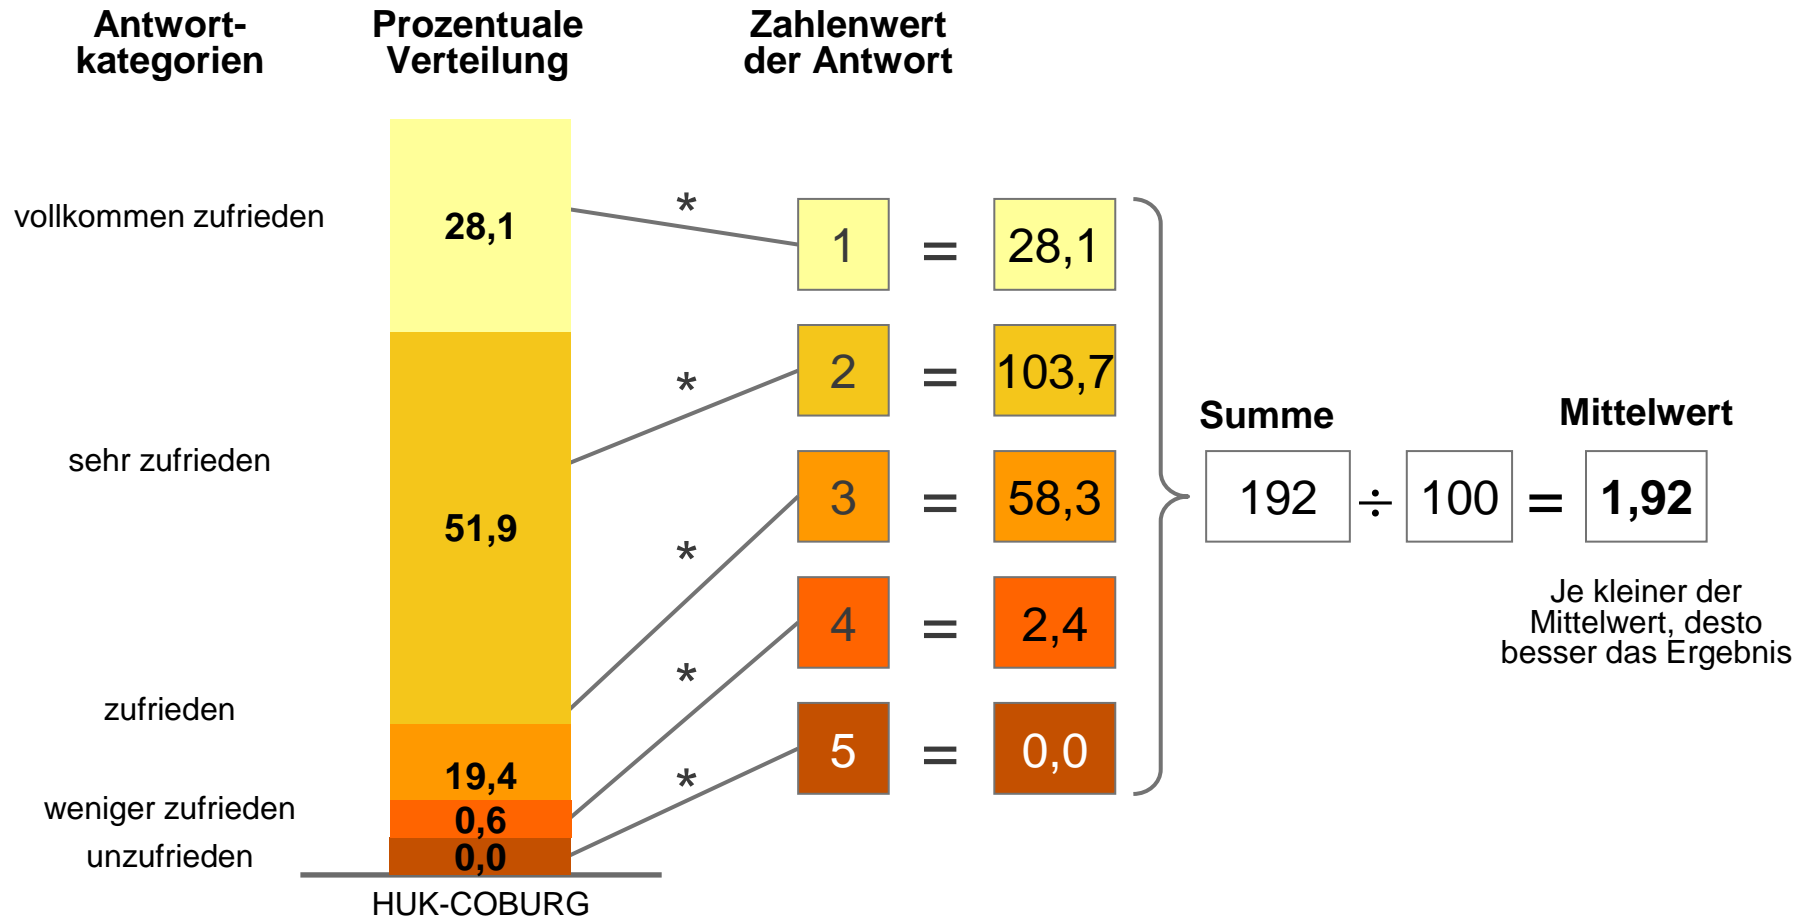 Antwort-
kategorien
Prozentuale
Verteilung
Zahlenwert
der Antwort
vollkommen zufrieden
28,1
*
1
=
28,1
sehr zufrieden
51,9
*
2
=
103,7
zufrieden
19,4
*
3
=
58,3
weniger zufrieden
0,6
*
4
=
2,4
unzufrieden
0,0
*
5
=
0,0
HUK-COBURG
Summe
Mittelwert
192 ÷ 100 = 1,92
Je kleiner der
Mittelwert, desto
besser das Ergebnis